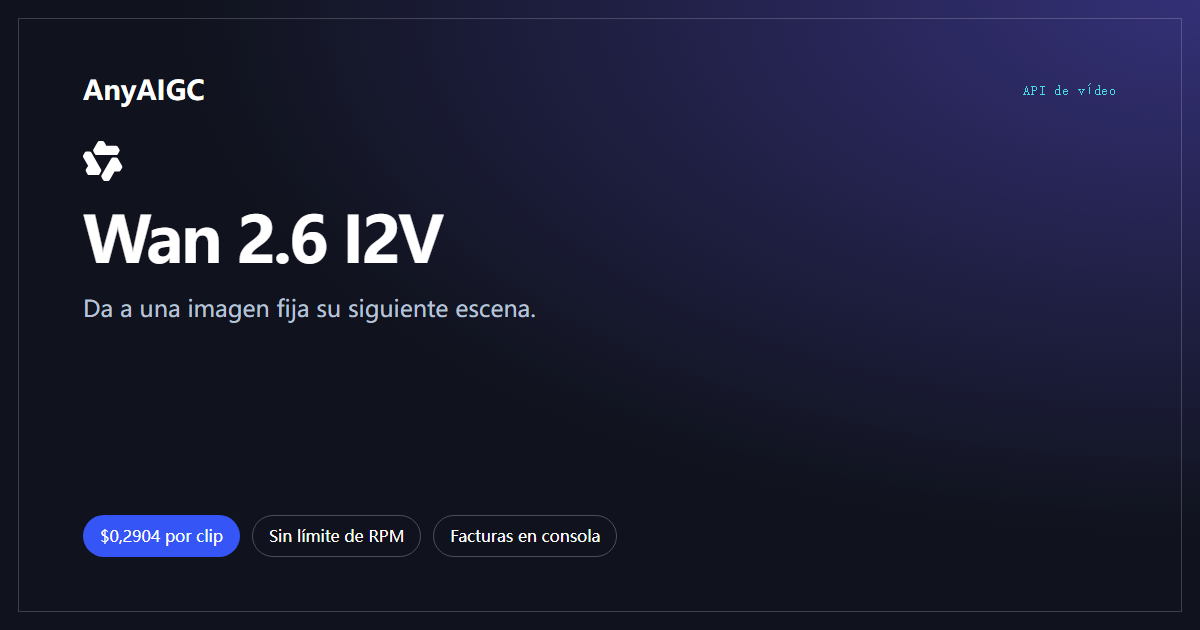 AnyAIGC
API de vídeo
Wan 2.6 I2V
Da a una imagen fija su siguiente escena.
$0,2904 por clip
Sin límite de RPM
Facturas en consola